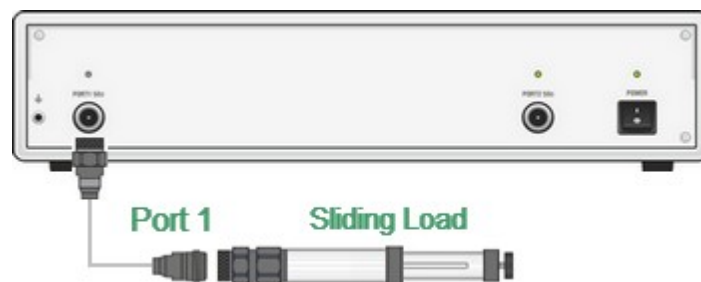 PORT1 50Ω
PORT2 50Ω
POWER
Port 1
Sliding Load